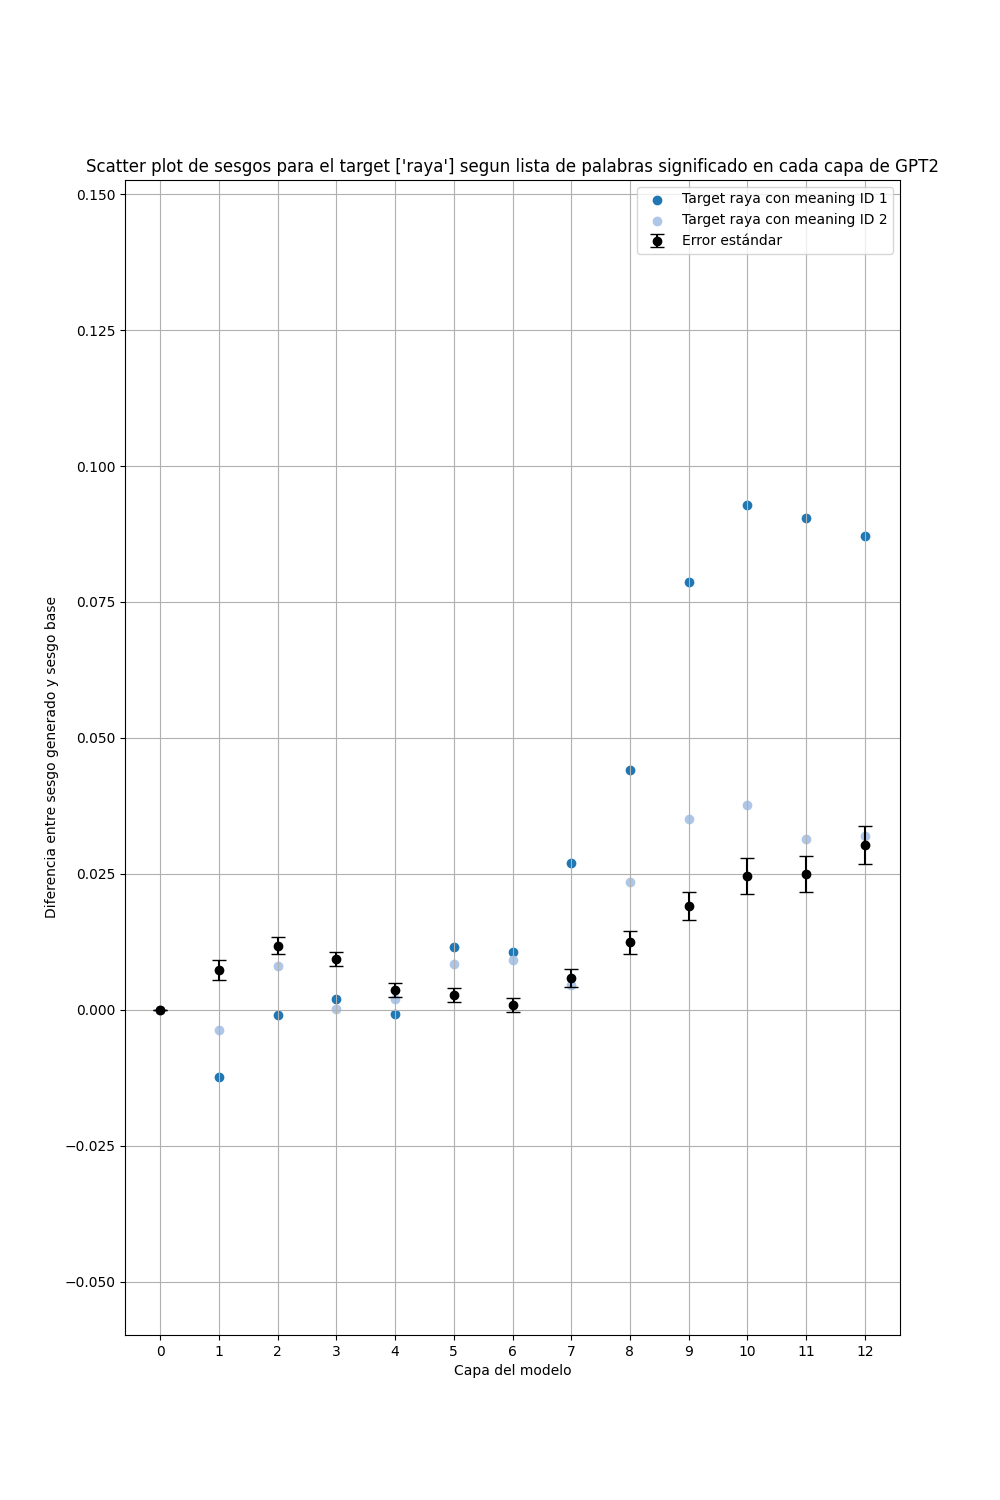 Scatter plot de sesgos para el target ['raya'] segun lista de palabras significado en cada capa de GPT2
Target raya con meaning ID 1
Target raya con meaning ID 2
Error estándar
0.150
0.125
0.100
0.075
0.050
0.025
0.000
−0.025
−0.050
Diferencia entre sesgo generado y sesgo base
0 1 2 3 4 5 6 7 8 9 10 11 12
Capa del modelo